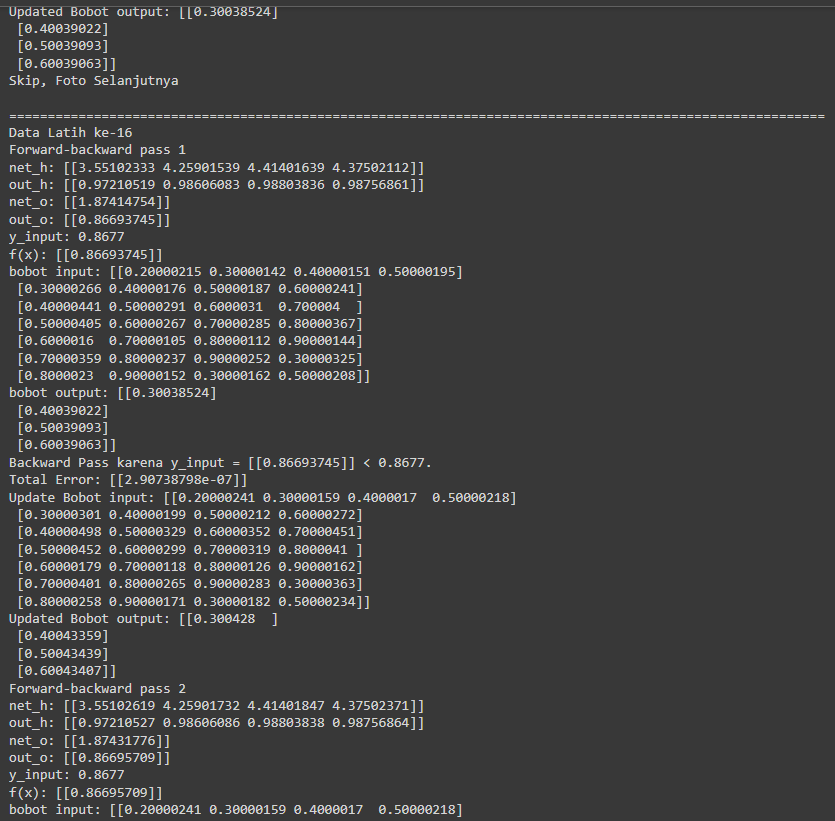 Updated Bobot output: [[0.30038524]
 [0.40039022]
 [0.50039093]
 [0.60039063]]
Skip, Foto Selanjutnya
=========================================================================================================
Data Latih ke-16
Forward-backward pass 1
net_h: [[3.55102333 4.25901539 4.41401639 4.37502112]]
out_h: [[0.97210519 0.98606083 0.98803836 0.98756861]]
net_o: [[1.87414754]]
out_o: [[0.86693745]]
y_input: 0.8677
f(x): [[0.86693745]]
bobot input: [[0.20000215 0.30000142 0.40000151 0.50000195]
 [0.30000266 0.40000176 0.50000187 0.60000241]
 [0.40000441 0.50000291 0.6000031  0.700004  ]
 [0.50000405 0.60000267 0.70000285 0.80000367]
 [0.6000016  0.70000105 0.80000112 0.90000144]
 [0.70000359 0.80000237 0.90000252 0.30000325]
 [0.8000023  0.90000152 0.30000162 0.50000208]]
bobot output: [[0.30038524]
 [0.40039022]
 [0.50039093]
 [0.60039063]]
Backward Pass karena y_input = [[0.86693745]] < 0.8677.
Total Error: [[2.90738798e-07]]
Update Bobot input: [[0.20000241 0.30000159 0.4000017  0.50000218]
 [0.30000301 0.40000199 0.50000212 0.60000272]
 [0.40000498 0.50000329 0.60000352 0.70000451]
 [0.50000452 0.60000299 0.70000319 0.8000041 ]
 [0.60000179 0.70000118 0.80000126 0.90000162]
 [0.70000401 0.80000265 0.90000283 0.30000363]
 [0.80000258 0.90000171 0.30000182 0.50000234]]
Updated Bobot output: [[0.300428  ]
 [0.40043359]
 [0.50043439]
 [0.60043407]]
Forward-backward pass 2
net_h: [[3.55102619 4.25901732 4.41401847 4.37502371]]
out_h: [[0.97210527 0.98606086 0.98803838 0.98756864]]
net_o: [[1.87431776]]
out_o: [[0.86695709]]
y_input: 0.8677
f(x): [[0.86695709]]
bobot input: [[0.20000241 0.30000159 0.4000017  0.50000218]